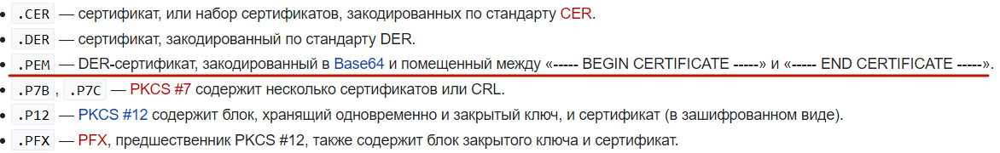 .CER — сертификат, или набор сертификатов, закодированных по стандарту CER.
.DER — сертификат, закодированный по стандарту DER.
.PEM — DER-сертификат, закодированный в Base64 и помещенный между «----- BEGIN CERTIFICATE -----» и «----- END CERTIFICATE -----».
.P7B, .P7C — PKCS #7 содержит несколько сертификатов или CRL.
.P12 — PKCS #12 содержит блок, хранящий одновременно и закрытый ключ, и сертификат (в зашифрованном виде).
.PFX — PFX, предшественник PKCS #12, также содержит блок закрытого ключа и сертификат.